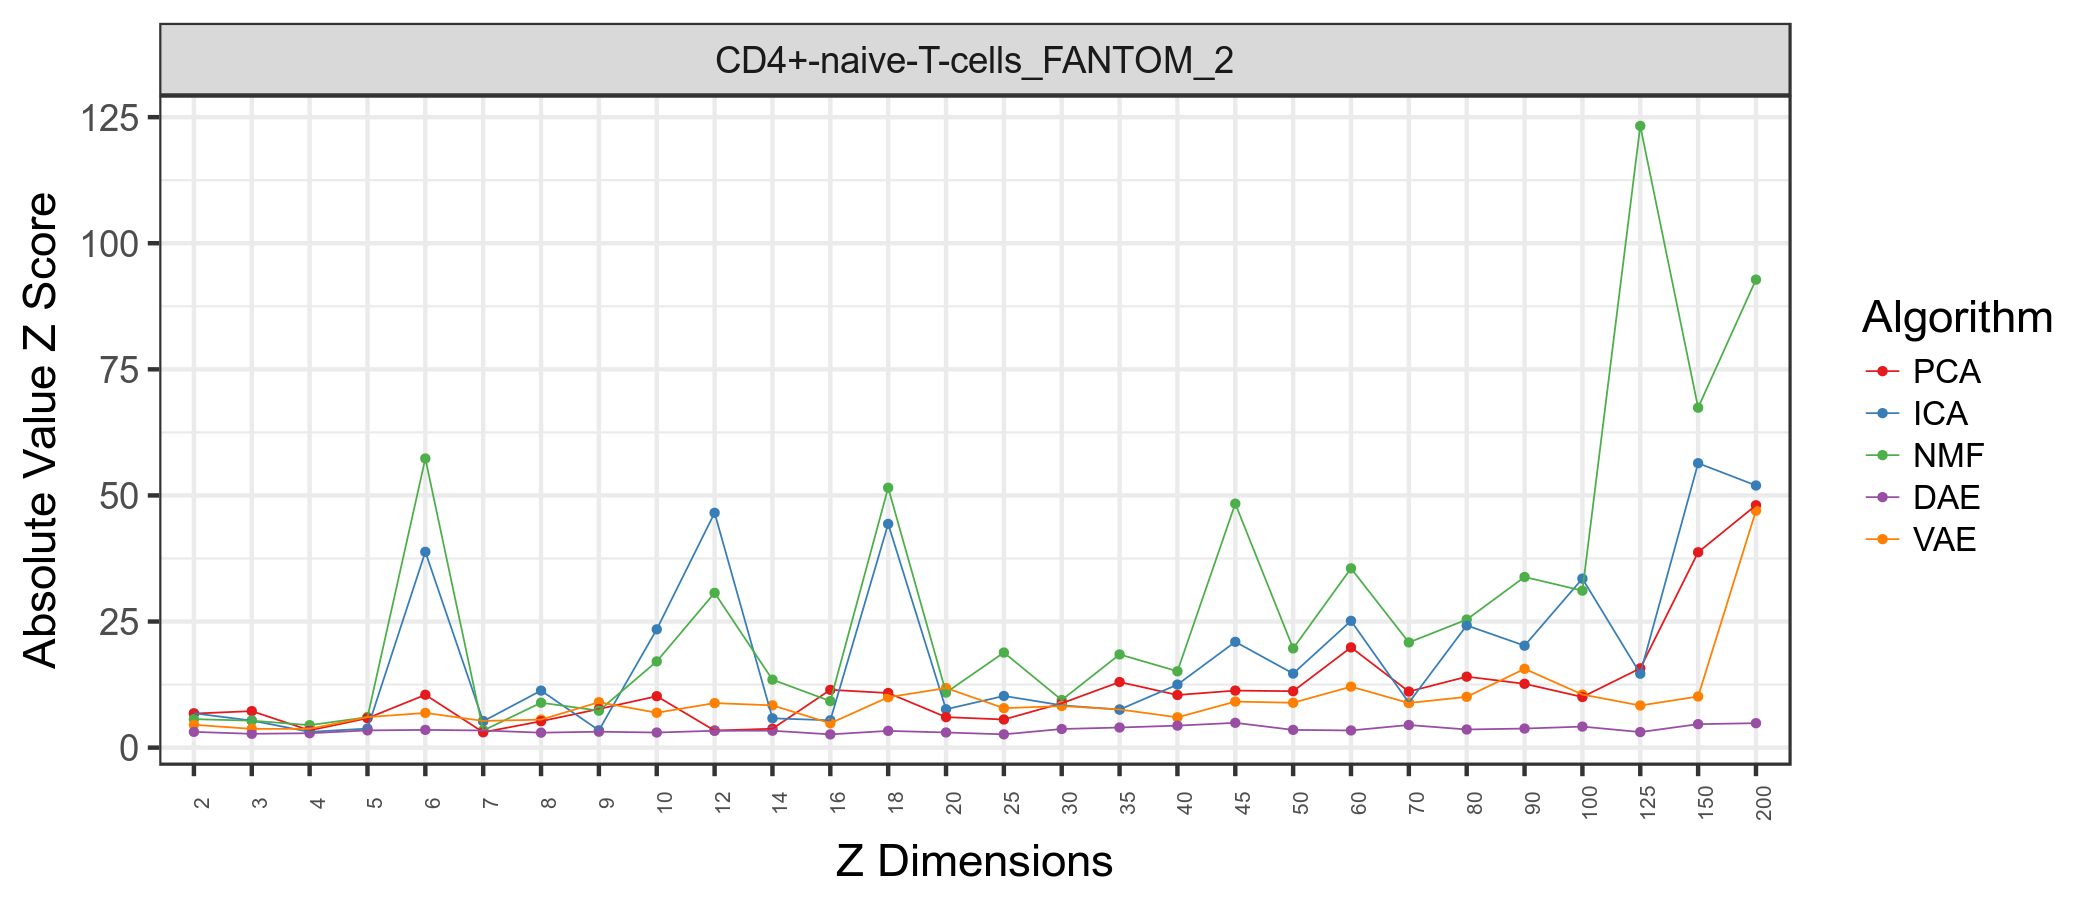 CD4+-naive-T-cells_FANTOM_2
Absolute Value Z Score
125
100
75
50
25
0
2 3 4 5 6 7 8 9 10 12 14 16 18 20 25 30 35 40 45 50 60 70 80 90 100 125 150 200
Z Dimensions
Algorithm
PCA
ICA
NMF
DAE
VAE